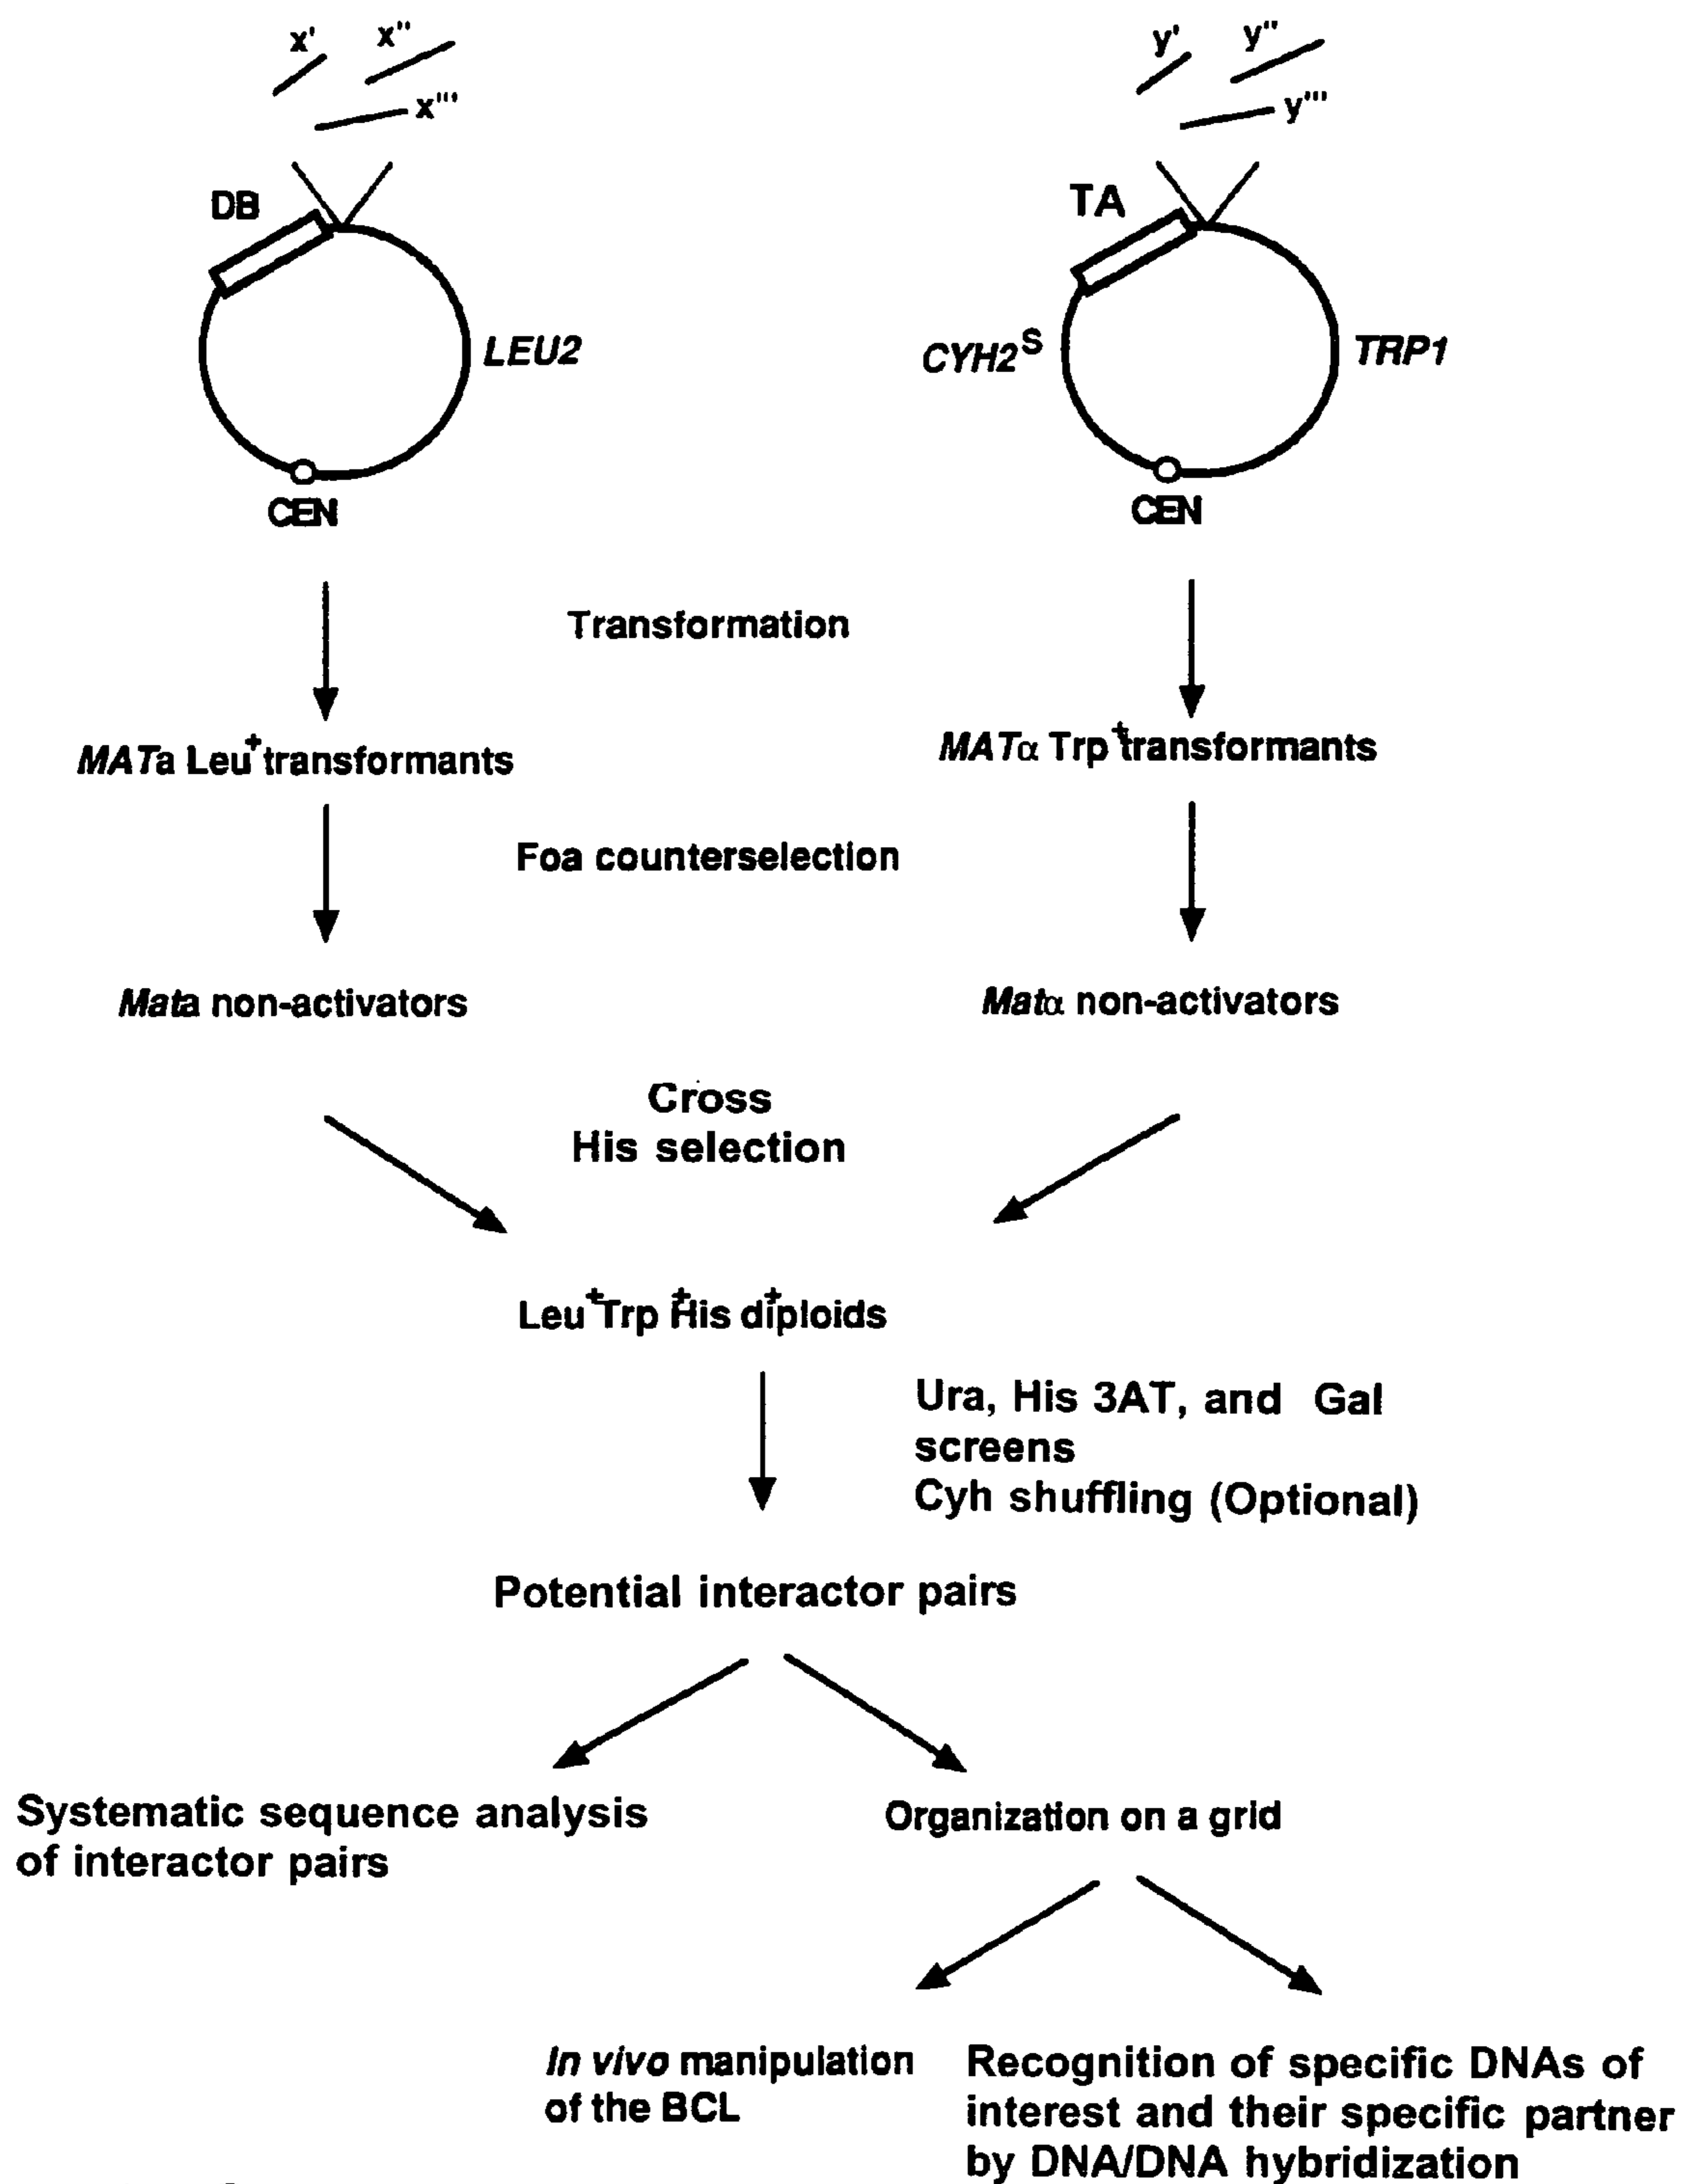 x' x''
x'''
y' y''
y'''
DB
TA
LEU2
CYH2S
TRP1
CEN
CEN
Transformation
MATa Leu+transformants
MATα Trp+transformants
Foa counterselection
Mata non-activators
Matα non-activators
Cross
His selection
Leu+Trp+His+diploids
Ura, His 3AT, and Gal
screens
Cyh shuffling (Optional)
Potential interactor pairs
Systematic sequence analysis
of interactor pairs
Organization on a grid
In vivo manipulation
of the BCL
Recognition of specific DNAs of
interest and their specific partner
by DNA/DNA hybridization